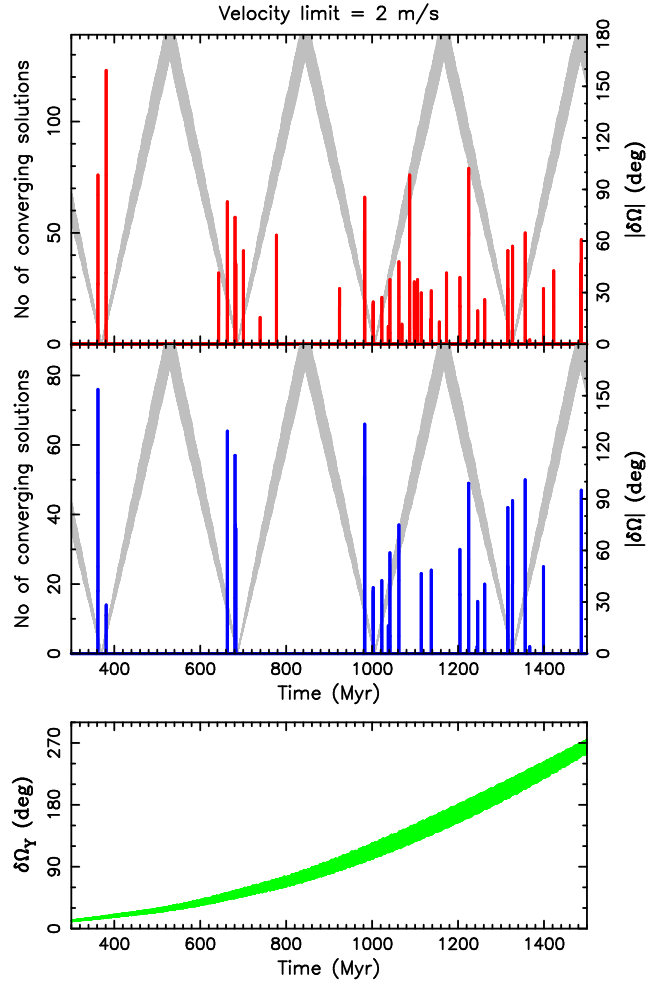 Velocity limit = 2 m/s
180
150
120
90
60
30
0
100
50
0
No of converging solutions
|δΩ| (deg)
150
120
90
60
30
0
80
60
40
20
0
No of converging solutions
|δΩ| (deg)
400 600 800 1000 1200 1400
Time (Myr)
270
180
90
0
δΩY (deg)
400 600 800 1000 1200 1400
Time (Myr)